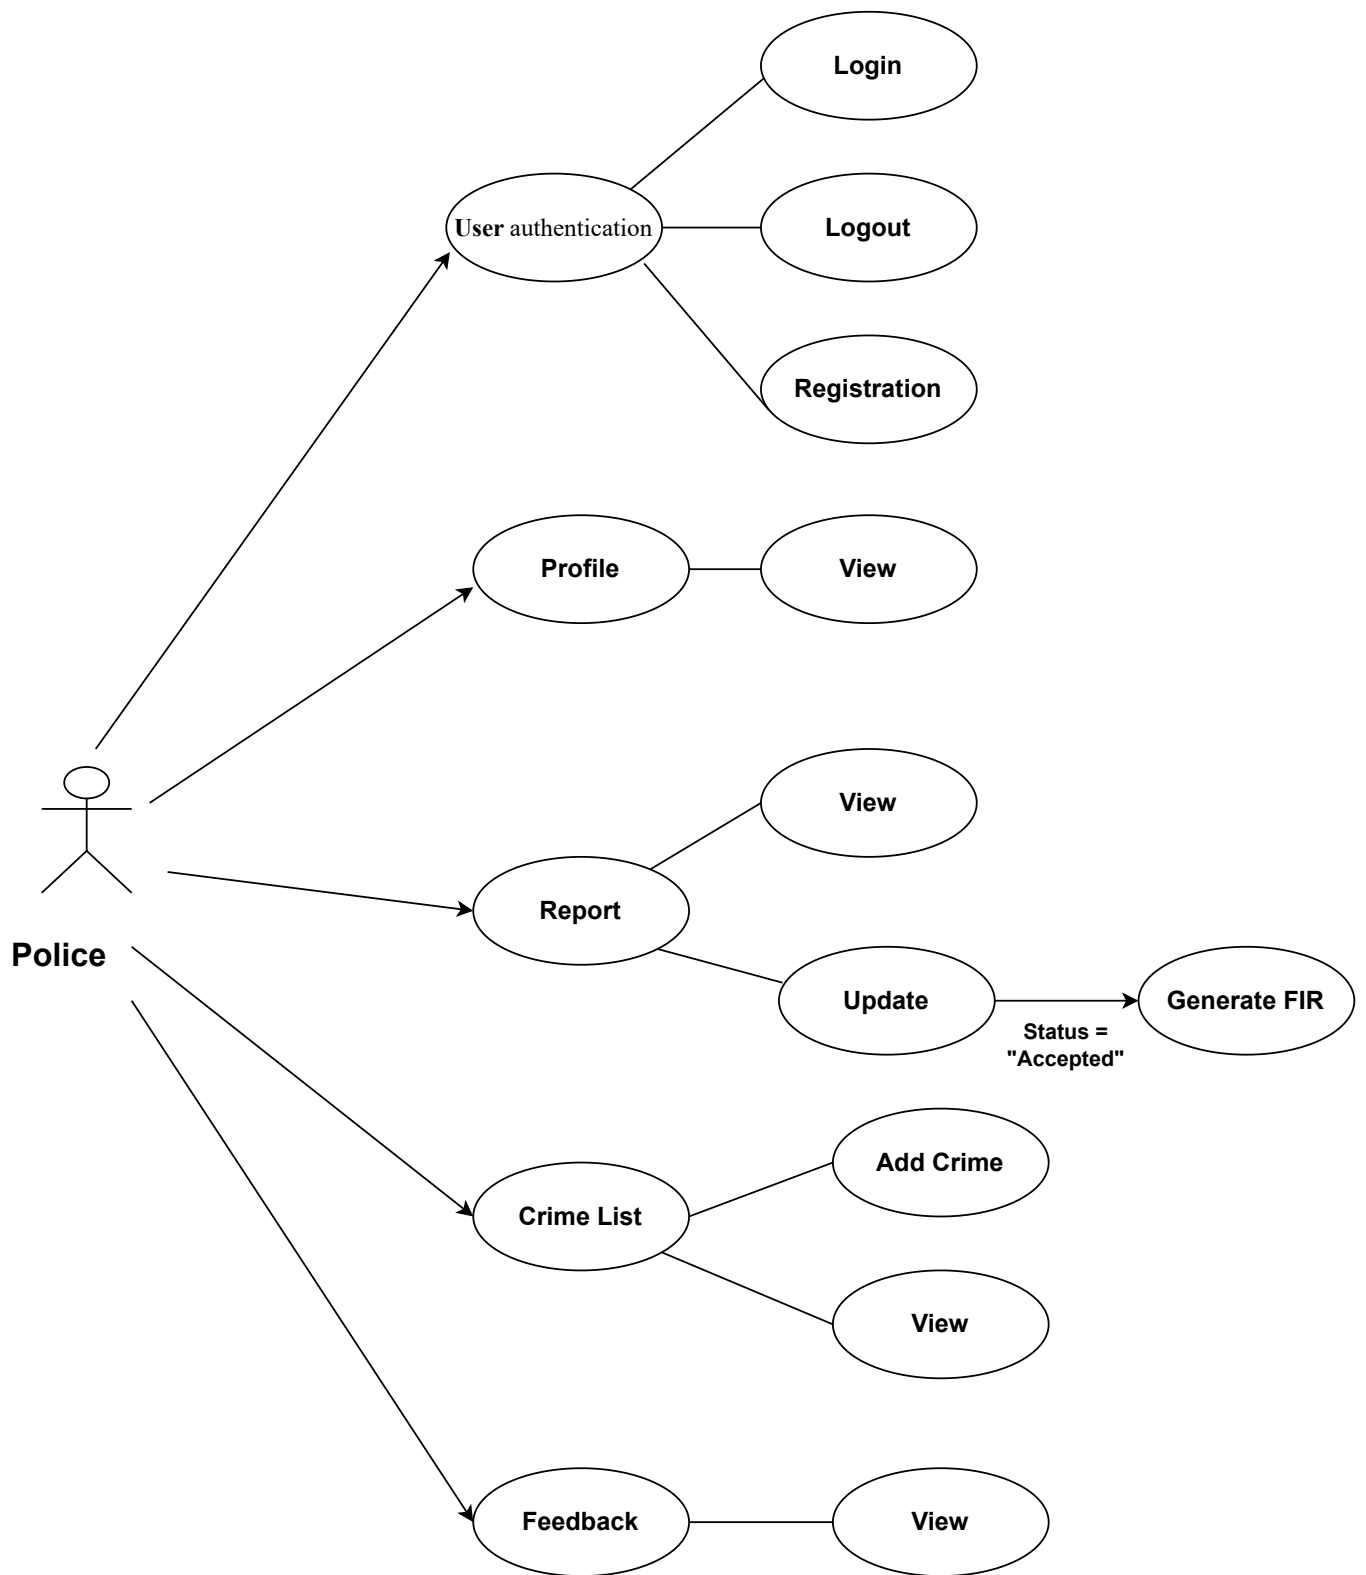 Login
User authentication
Logout
Registration
Profile
View
View
Report
Police
Update
Generate FIR
Status =
"Accepted"
Add Crime
Crime List
View
Feedback
View